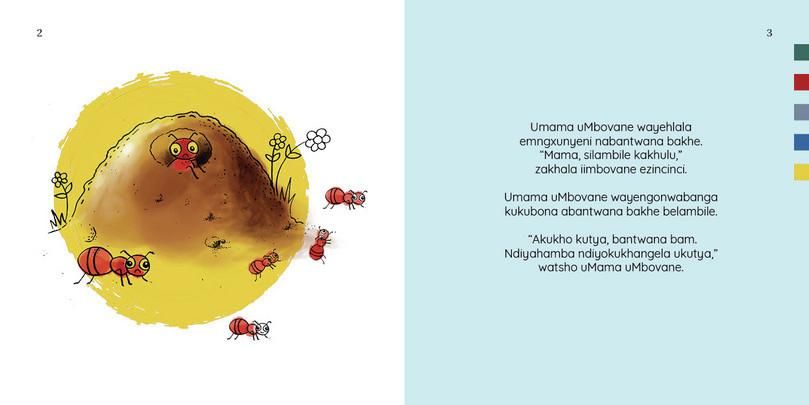 2
3
Umama uMbovane wayehlala
emngxunyeni nabantwana bakhe.
“Mama, silambile kakhulu,”
zakhala iimbovane ezincinci.
Umama uMbovane wayengonwabanga
kukubona abantwana bakhe belambile.
“Akukho kutya, bantwana bam.
Ndiyahamba ndiyokukhangela ukutya,”
watsho uMama uMbovane.